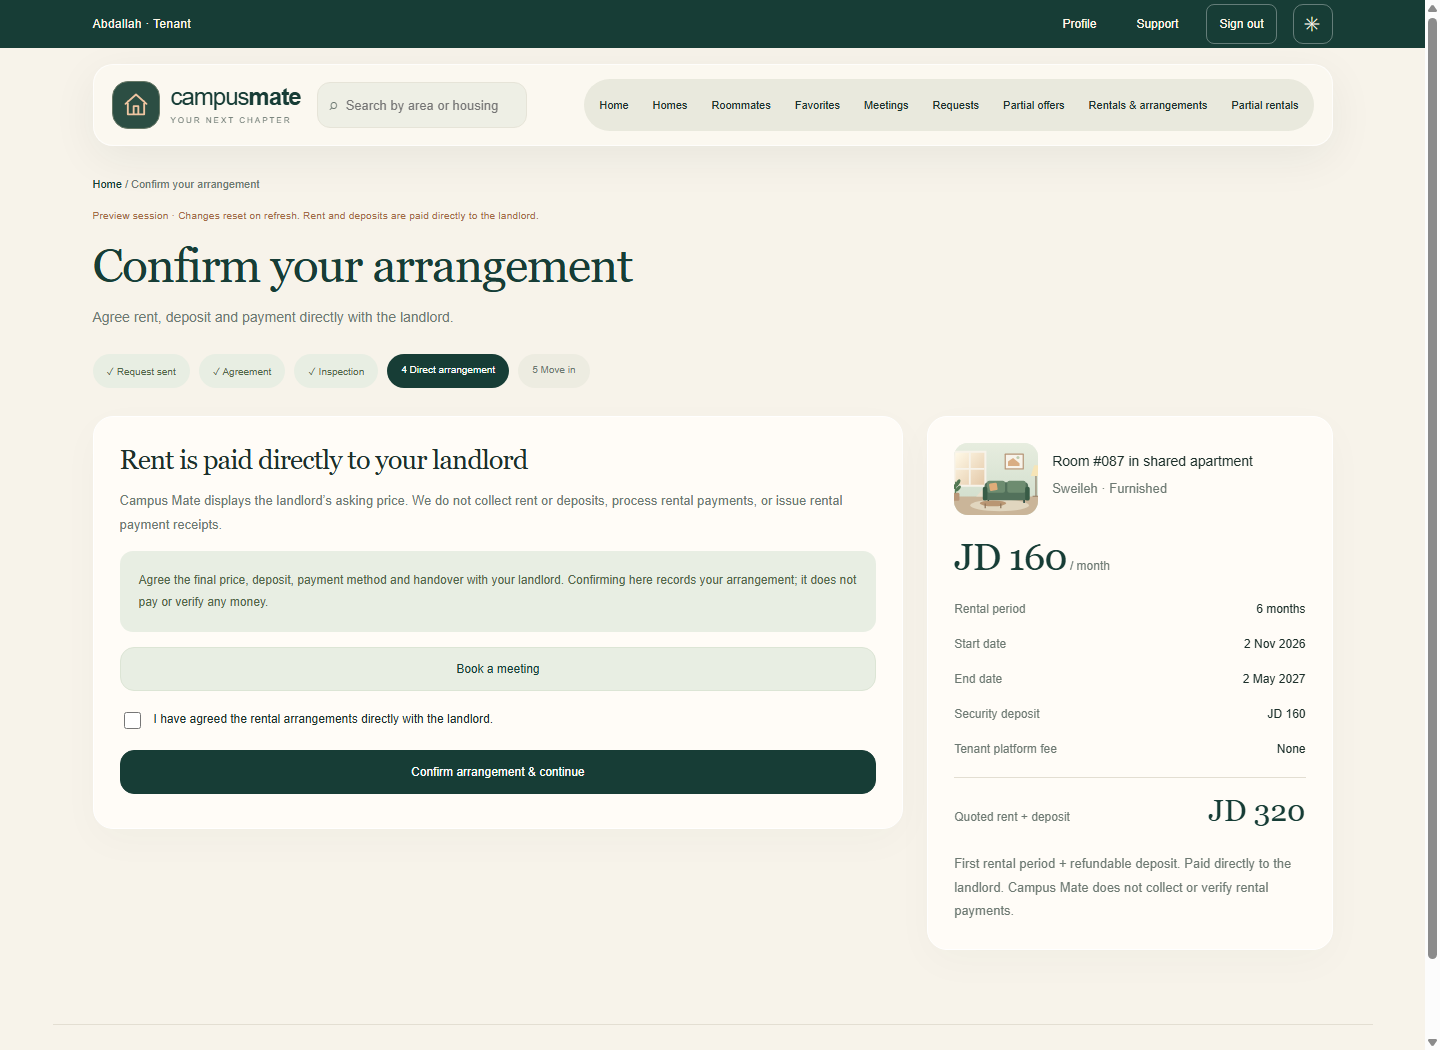 Abdallah · Tenant
Profile
Support
Sign out
campusmate
YOUR NEXT CHAPTER
Search by area or housing
Home
Homes
Roommates
Favorites
Meetings
Requests
Partial offers
Rentals & arrangements
Partial rentals
Home / Confirm your arrangement
Preview session · Changes reset on refresh. Rent and deposits are paid directly to the landlord.
Confirm your arrangement
Agree rent, deposit and payment directly with the landlord.
✓ Request sent
✓ Agreement
✓ Inspection
4 Direct arrangement
5 Move in
Rent is paid directly to your landlord
Campus Mate displays the landlord’s asking price. We do not collect rent or deposits, process rental payments, or issue rental
payment receipts.
Agree the final price, deposit, payment method and handover with your landlord. Confirming here records your arrangement; it does not
pay or verify any money.
Book a meeting
I have agreed the rental arrangements directly with the landlord.
Confirm arrangement & continue
Room #087 in shared apartment
Sweileh · Furnished
JD 160 / month
Rental period 6 months
Start date 2 Nov 2026
End date 2 May 2027
Security deposit JD 160
Tenant platform fee None
Quoted rent + deposit JD 320
First rental period + refundable deposit. Paid directly to the
landlord. Campus Mate does not collect or verify rental
payments.